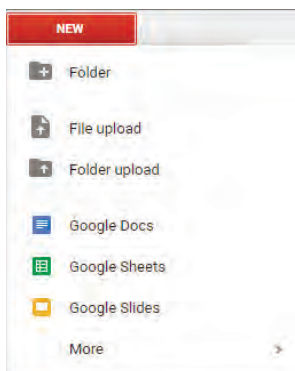 NEW
Folder
File upload
Folder upload
Google Docs
Google Sheets
Google Slides
More